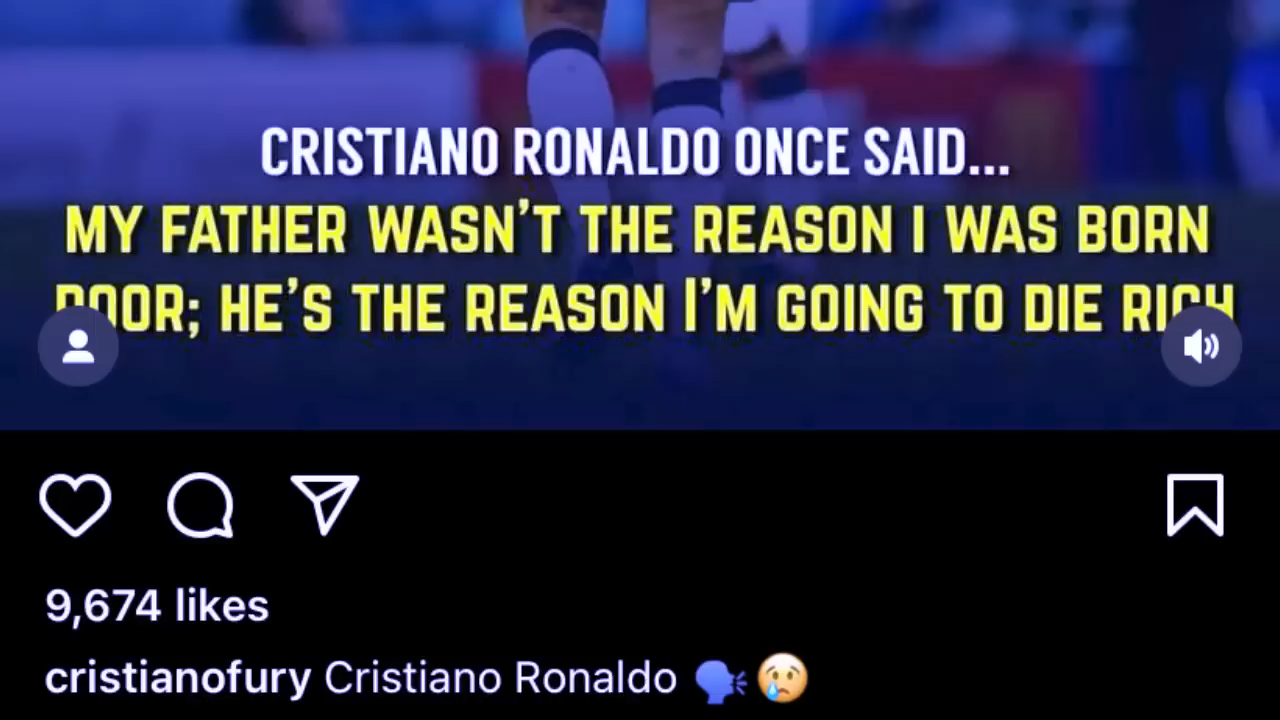 CRISTIANO RONALDO ONCE SAID...
MY FATHER WASN'T THE REASON I WAS BORN
POOR; HE'S THE REASON I'M GOING TO DIE RICH
9,674 likes
cristianofury Cristiano Ronaldo 🗣️ 😢